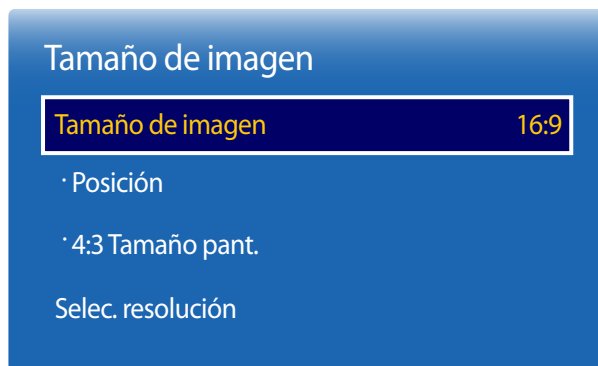 Tamaño de imagen
Tamaño de imagen 16:9
· Posición
· 4:3 Tamaño pant.
Selec. resolución